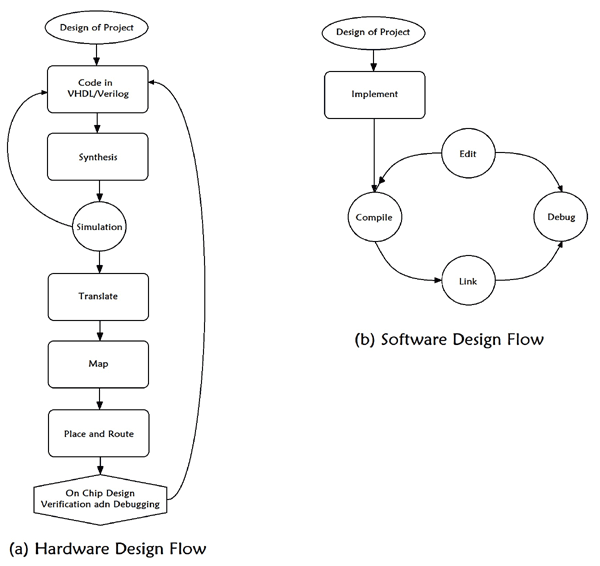 Design of Project
Code in
VHDL/Verilog
Synthesis
Simulation
Translate
Map
Place and Route
On Chip Design
Verification adn Debugging
(a) Hardware Design Flow
Design of Project
Implement
Edit
Compile
Debug
Link
(b) Software Design Flow